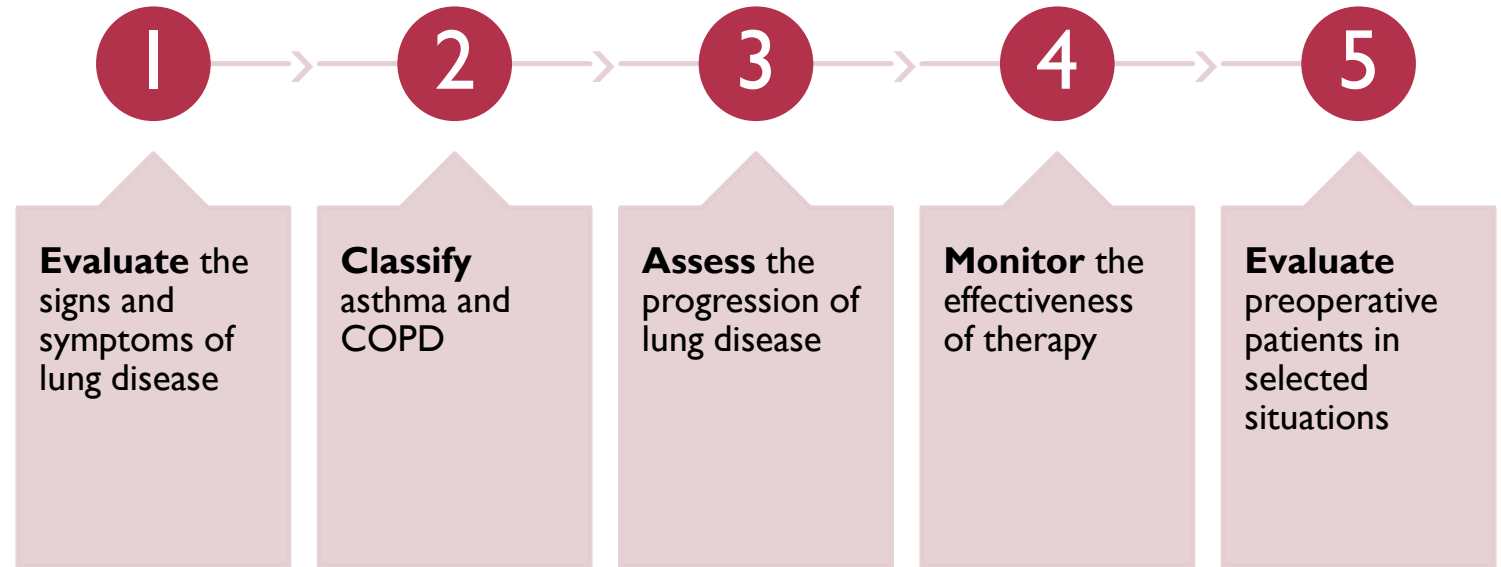 1
2
3
4
5
Evaluate the
signs and
symptoms of
lung disease
Classify
asthma and
COPD
Assess the
progression of
lung disease
Monitor the
effectiveness
of therapy
Evaluate
preoperative
patients in
selected
situations